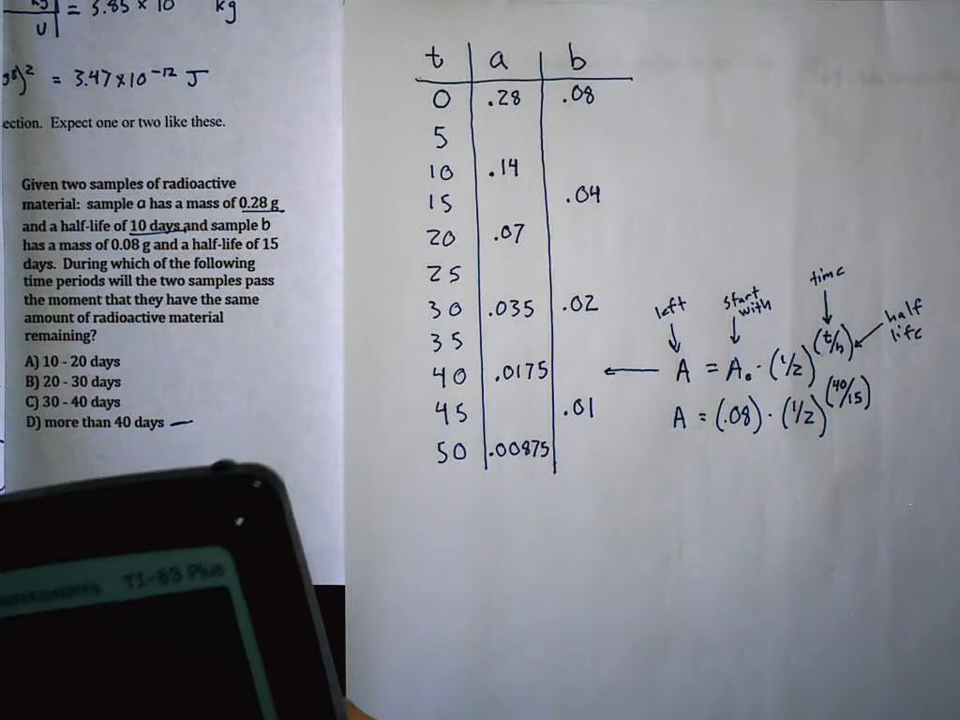 U
= 3.85 × 10 kg
)² = 3.47×10⁻¹² J
ection. Expect one or two like these.
Given two samples of radioactive
material: sample a has a mass of 0.28 g
and a half-life of 10 days and sample b
has a mass of 0.08 g and a half-life of 15
days. During which of the following
time periods will the two samples pass
the moment that they have the same
amount of radioactive material
remaining?
A) 10 - 20 days
B) 20 - 30 days
C) 30 - 40 days
D) more than 40 days
TI-83 Plus
t a b
0 .28 .08
5
10 .14
15 .04
20 .07
25
30 .035 .02
35
40 .0175
45 .01
50 .00875
left
start with
time
half life
A = A₀ · (1/2)^(t/h)
A = (.08) · (1/2)^(40/15)